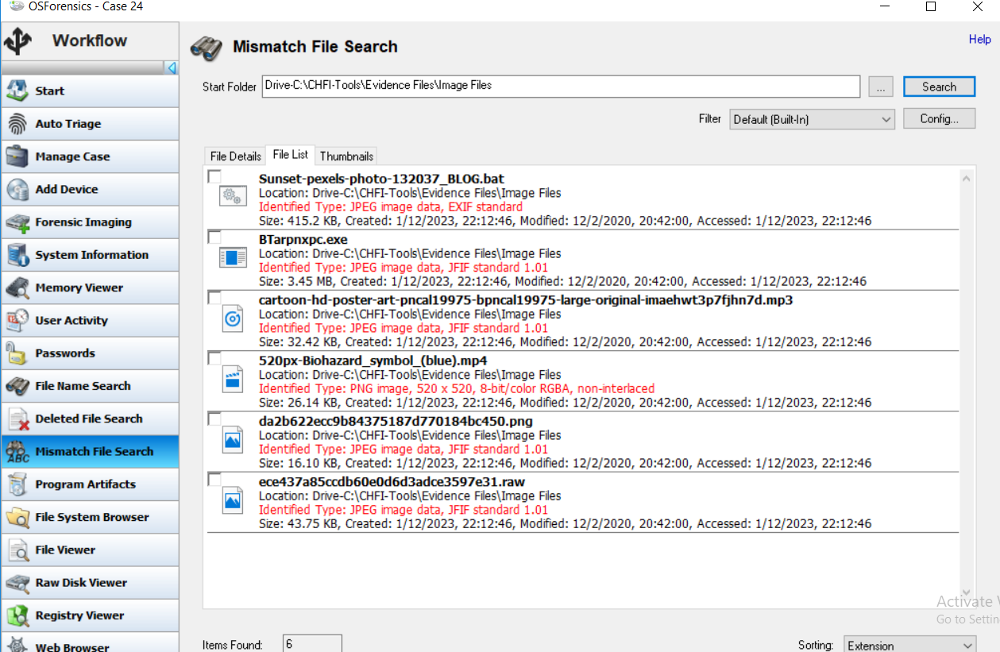 OSForensics - Case 24
Workflow
Start
Auto Triage
Manage Case
Add Device
Forensic Imaging
System Information
Memory Viewer
User Activity
Passwords
File Name Search
Deleted File Search
ABC
Mismatch File Search
Program Artifacts
File System Browser
File Viewer
Raw Disk Viewer
Registry Viewer
Web Browser
Mismatch File Search
Help
Start Folder Drive-C:\CHFI-Tools\Evidence Files\Image Files ... Search
Filter Default (Built-In) Config...
File Details File List Thumbnails
Sunset-pexels-photo-132037_BLOG.bat
Location: Drive-C:\CHFI-Tools\Evidence Files\Image Files
Identified Type: JPEG image data, EXIF standard
Size: 415.2 KB, Created: 1/12/2023, 22:12:46, Modified: 12/2/2020, 20:42:00, Accessed: 1/12/2023, 22:12:46
BTarpnxpc.exe
Location: Drive-C:\CHFI-Tools\Evidence Files\Image Files
Identified Type: JPEG image data, JFIF standard 1.01
Size: 3.45 MB, Created: 1/12/2023, 22:12:46, Modified: 12/2/2020, 20:42:00, Accessed: 1/12/2023, 22:12:46
cartoon-hd-poster-art-pncal19975-bpncal19975-large-original-imaehwt3p7fjhn7d.mp3
Location: Drive-C:\CHFI-Tools\Evidence Files\Image Files
Identified Type: JPEG image data, JFIF standard 1.01
Size: 32.42 KB, Created: 1/12/2023, 22:12:46, Modified: 12/2/2020, 20:42:00, Accessed: 1/12/2023, 22:12:46
520px-Biohazard_symbol_(blue).mp4
Location: Drive-C:\CHFI-Tools\Evidence Files\Image Files
Identified Type: PNG image, 520 x 520, 8-bit/color RGBA, non-interlaced
Size: 26.14 KB, Created: 1/12/2023, 22:12:46, Modified: 12/2/2020, 20:42:00, Accessed: 1/12/2023, 22:12:46
da2b622ecc9b84375187d770184bc450.png
Location: Drive-C:\CHFI-Tools\Evidence Files\Image Files
Identified Type: JPEG image data, JFIF standard 1.01
Size: 16.10 KB, Created: 1/12/2023, 22:12:46, Modified: 12/2/2020, 20:42:00, Accessed: 1/12/2023, 22:12:46
ece437a85ccdb60e0d6d3adce3597e31.raw
Location: Drive-C:\CHFI-Tools\Evidence Files\Image Files
Identified Type: JPEG image data, JFIF standard 1.01
Size: 43.75 KB, Created: 1/12/2023, 22:12:46, Modified: 12/2/2020, 20:42:00, Accessed: 1/12/2023, 22:12:46
Activate
Go to Settin
Items Found: 6 Sorting: Extension